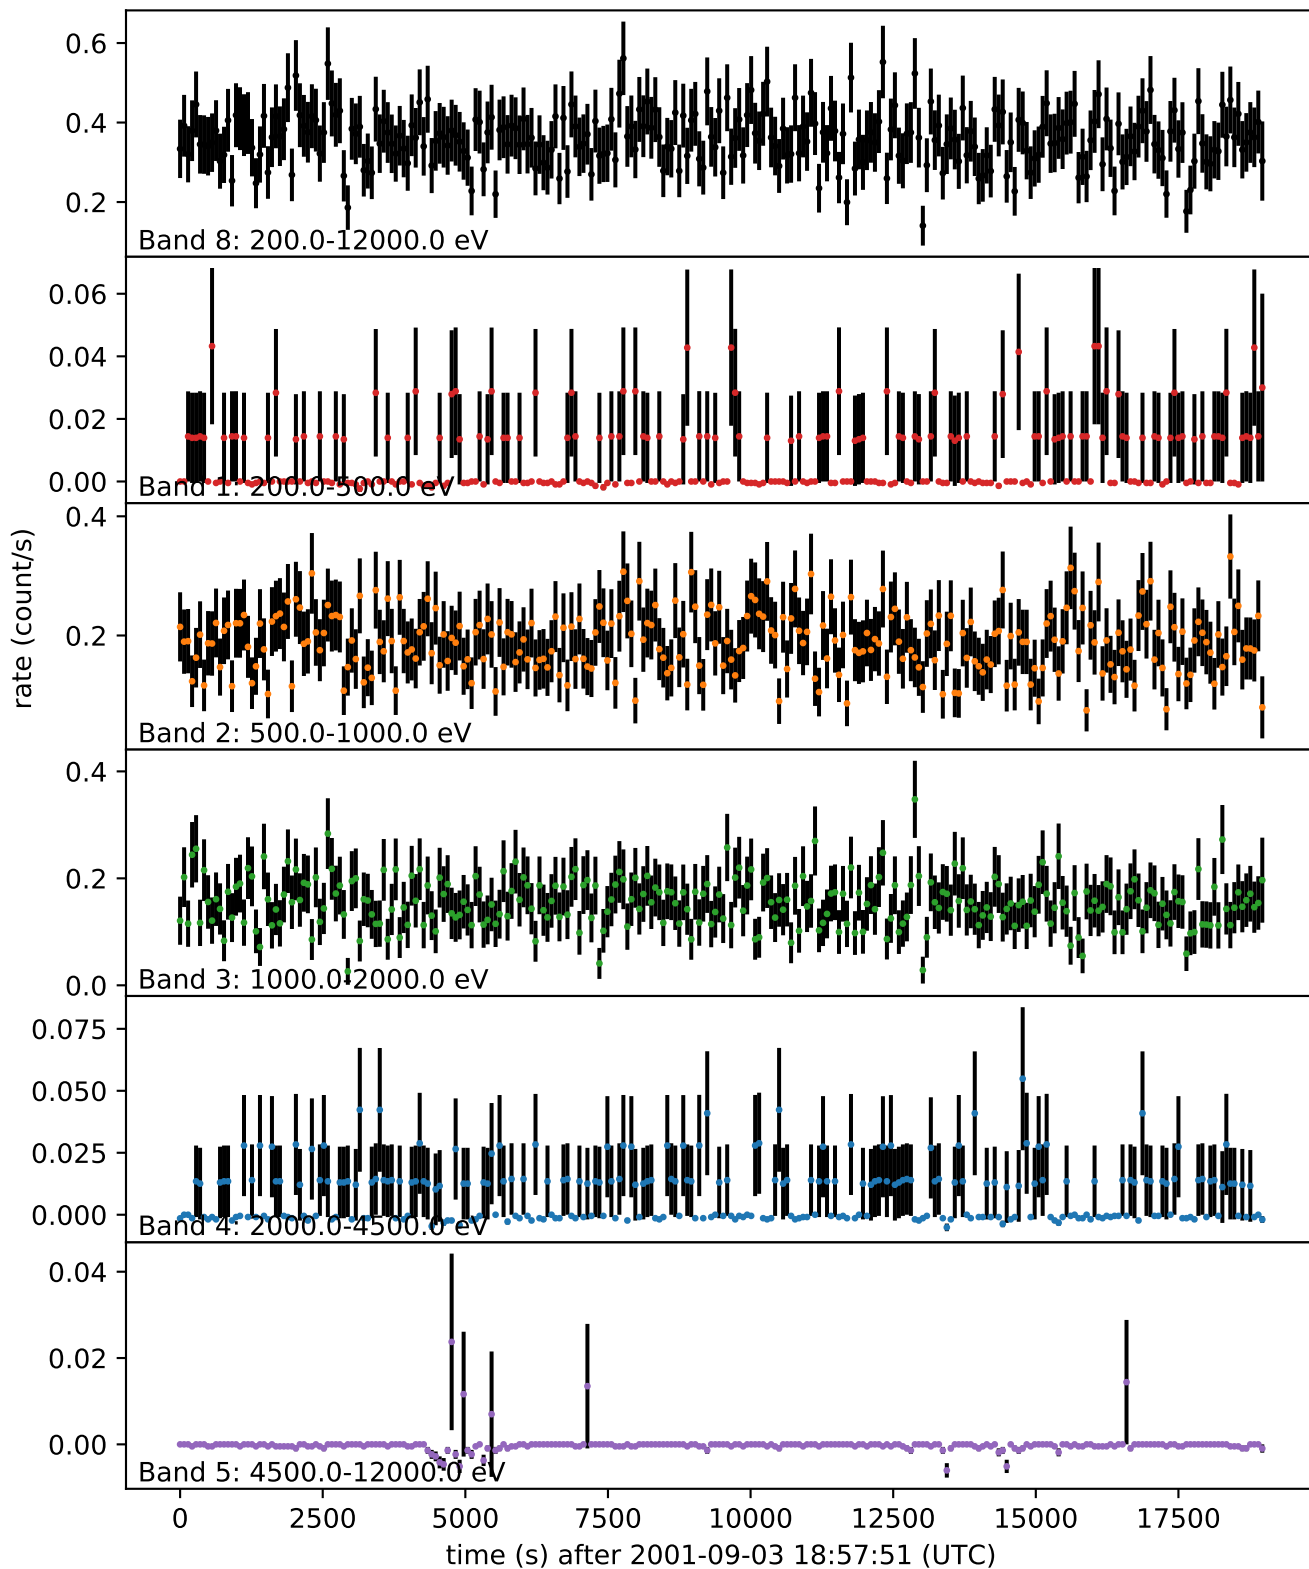 0.6
0.4
0.2
Band 8: 200.0-12000.0 eV
0.06
0.04
0.02
0.00
Band 1: 200.0-500.0 eV
0.4
0.2
Band 2: 500.0-1000.0 eV
rate (count/s)
0.4
0.2
0.0
Band 3: 1000.0-2000.0 eV
0.075
0.050
0.025
0.000
Band 4: 2000.0-4500.0 eV
0.04
0.02
0.00
Band 5: 4500.0-12000.0 eV
0 2500 5000 7500 10000 12500 15000 17500
time (s) after 2001-09-03 18:57:51 (UTC)